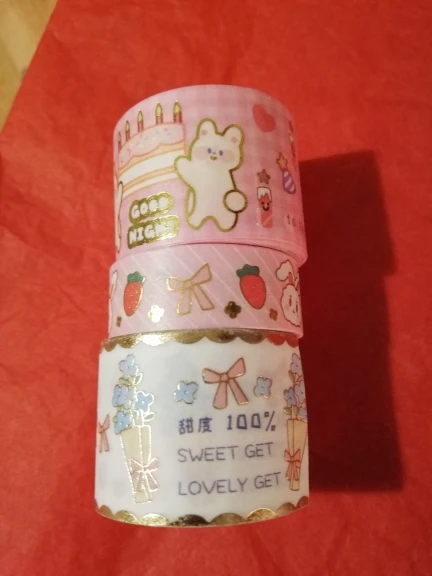 GOOD
NIGHT
甜度 100%
SWEET GET
LOVELY GET